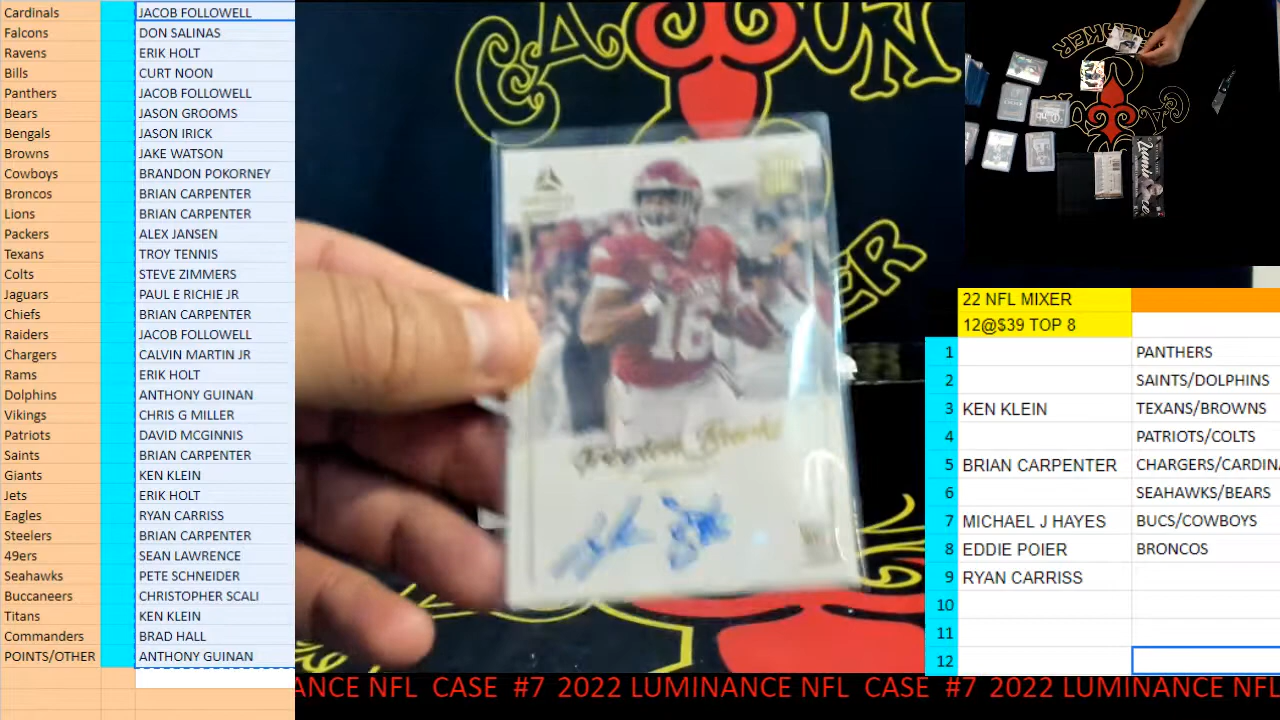 Cardinals JACOB FOLLOWELL
Falcons DON SALINAS
Ravens ERIK HOLT
Bills CURT NOON
Panthers JACOB FOLLOWELL
Bears JASON GROOMS
Bengals JASON IRICK
Browns JAKE WATSON
Cowboys BRANDON POKORNEY
Broncos BRIAN CARPENTER
Lions BRIAN CARPENTER
Packers ALEX JANSEN
Texans TROY TENNIS
Colts STEVE ZIMMERS
Jaguars PAUL E RICHIE JR
Chiefs BRIAN CARPENTER
Raiders JACOB FOLLOWELL
Chargers CALVIN MARTIN JR
Rams ERIK HOLT
Dolphins ANTHONY GUINAN
Vikings CHRIS G MILLER
Patriots DAVID MCGINNIS
Saints BRIAN CARPENTER
Giants KEN KLEIN
Jets ERIK HOLT
Eagles RYAN CARRISS
Steelers BRIAN CARPENTER
49ers SEAN LAWRENCE
Seahawks PETE SCHNEIDER
Buccaneers CHRISTOPHER SCALI
Titans KEN KLEIN
Commanders BRAD HALL
POINTS/OTHER ANTHONY GUINAN
16
22 NFL MIXER
12@$39 TOP 8
1 PANTHERS
2 SAINTS/DOLPHINS
3 KEN KLEIN TEXANS/BROWNS
4 PATRIOTS/COLTS
5 BRIAN CARPENTER CHARGERS/CARDINA
6 SEAHAWKS/BEARS
7 MICHAEL J HAYES BUCS/COWBOYS
8 EDDIE POIER BRONCOS
9 RYAN CARRISS
10
11
12
ANCE NFL CASE #7 2022 LUMINANCE NFL CASE #7 2022 LUMINANCE NFL